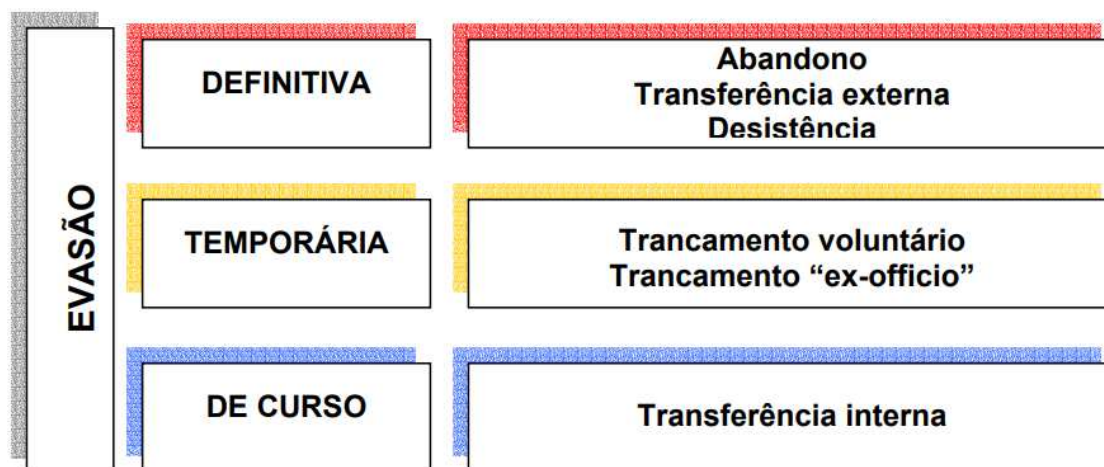 EVASÃO
DEFINITIVA
Abandono
Transferência externa
Desistência
TEMPORÁRIA
Trancamento voluntário
Trancamento “ex-officio”
DE CURSO
Transferência interna